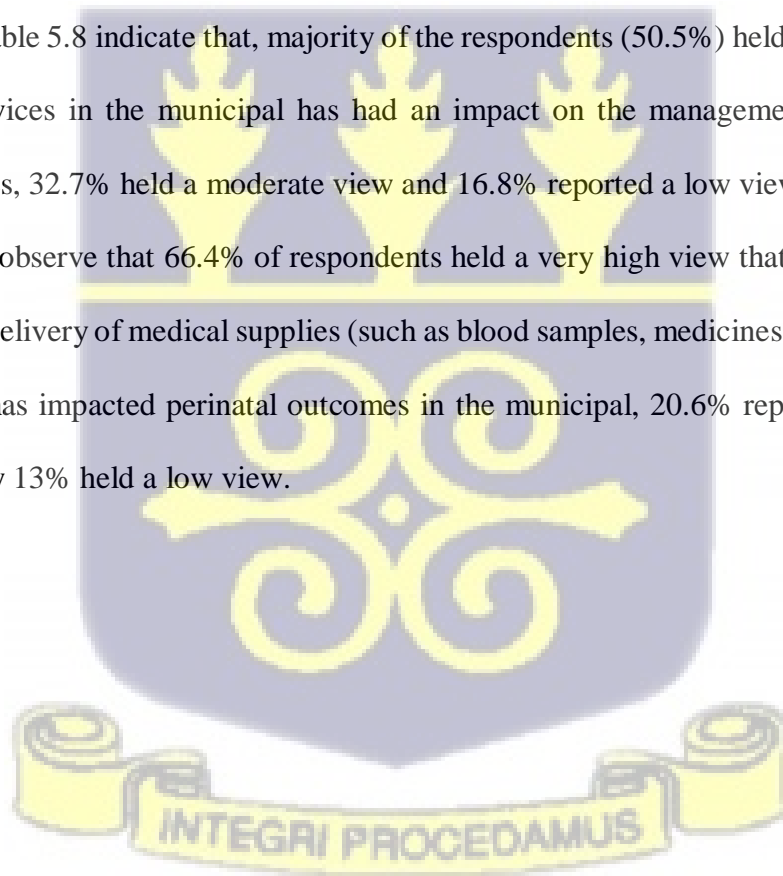 able 5.8 indicate that, majority of the respondents (50.5%) held
vices in the municipal has had an impact on the manageme
s, 32.7% held a moderate view and 16.8% reported a low view
observe that 66.4% of respondents held a very high view that
elivery of medical supplies (such as blood samples, medicines
has impacted perinatal outcomes in the municipal, 20.6% rep
y 13% held a low view.
INTEGRI PROCEDAMUS